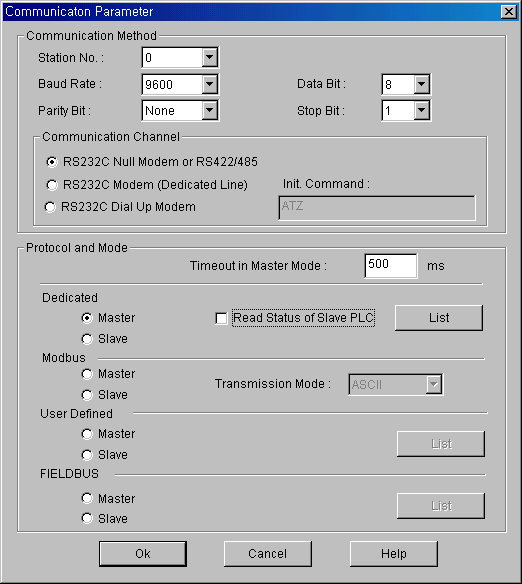 Communicaton Parameter
Communication Method
Station No. : 0
Baud Rate : 9600 Data Bit : 8
Parity Bit : None Stop Bit : 1
Communication Channel
RS232C Null Modem or RS422/485
RS232C Modem (Dedicated Line) Init. Command :
RS232C Dial Up Modem ATZ
Protocol and Mode
Timeout in Master Mode : 500 ms
Dedicated
Master Read Status of Slave PLC List
Slave
Modbus
Master Transmission Mode : ASCII
Slave
User Defined
Master List
Slave
FIELDBUS
Master List
Slave
Ok Cancel Help